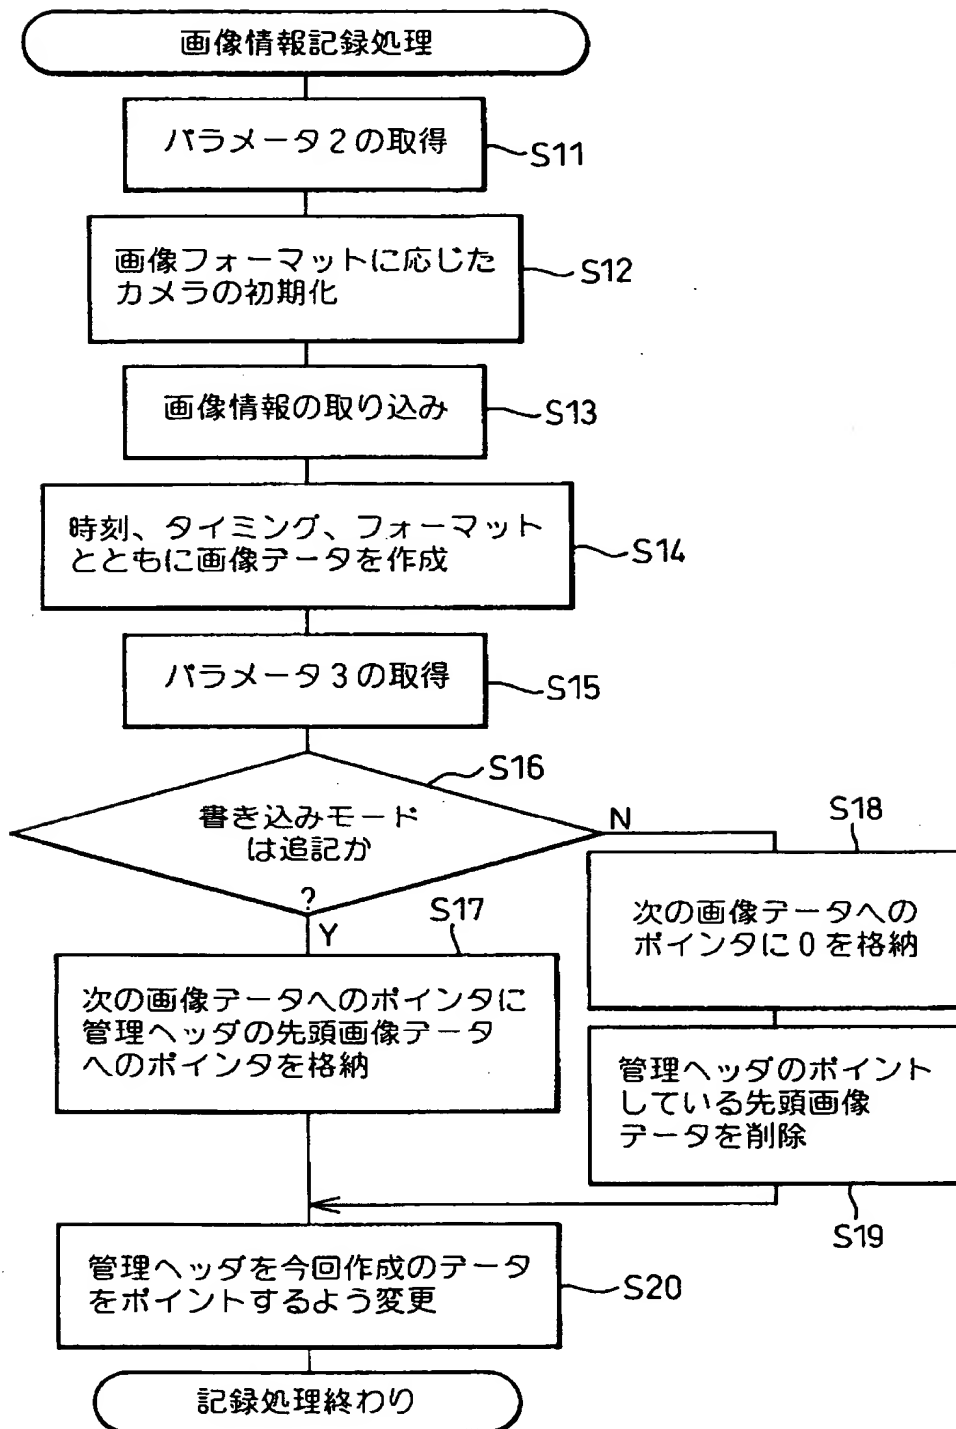 画像情報記録処理
パラメータ2の取得
S11
画像フォーマットに応じた
カメラの初期化
S12
画像情報の取り込み
S13
時刻、タイミング、フォーマット
とともに画像データを作成
S14
パラメータ3の取得
S15
S16
書き込みモード
は追記か
?
N
Y
S17
次の画像データへのポインタに
管理ヘッダの先頭画像データ
へのポインタを格納
S18
次の画像データへの
ポインタに0を格納
管理ヘッダのポイント
している先頭画像
データを削除
S19
管理ヘッダを今回作成のデータ
をポイントするよう変更
S20
記録処理終わり